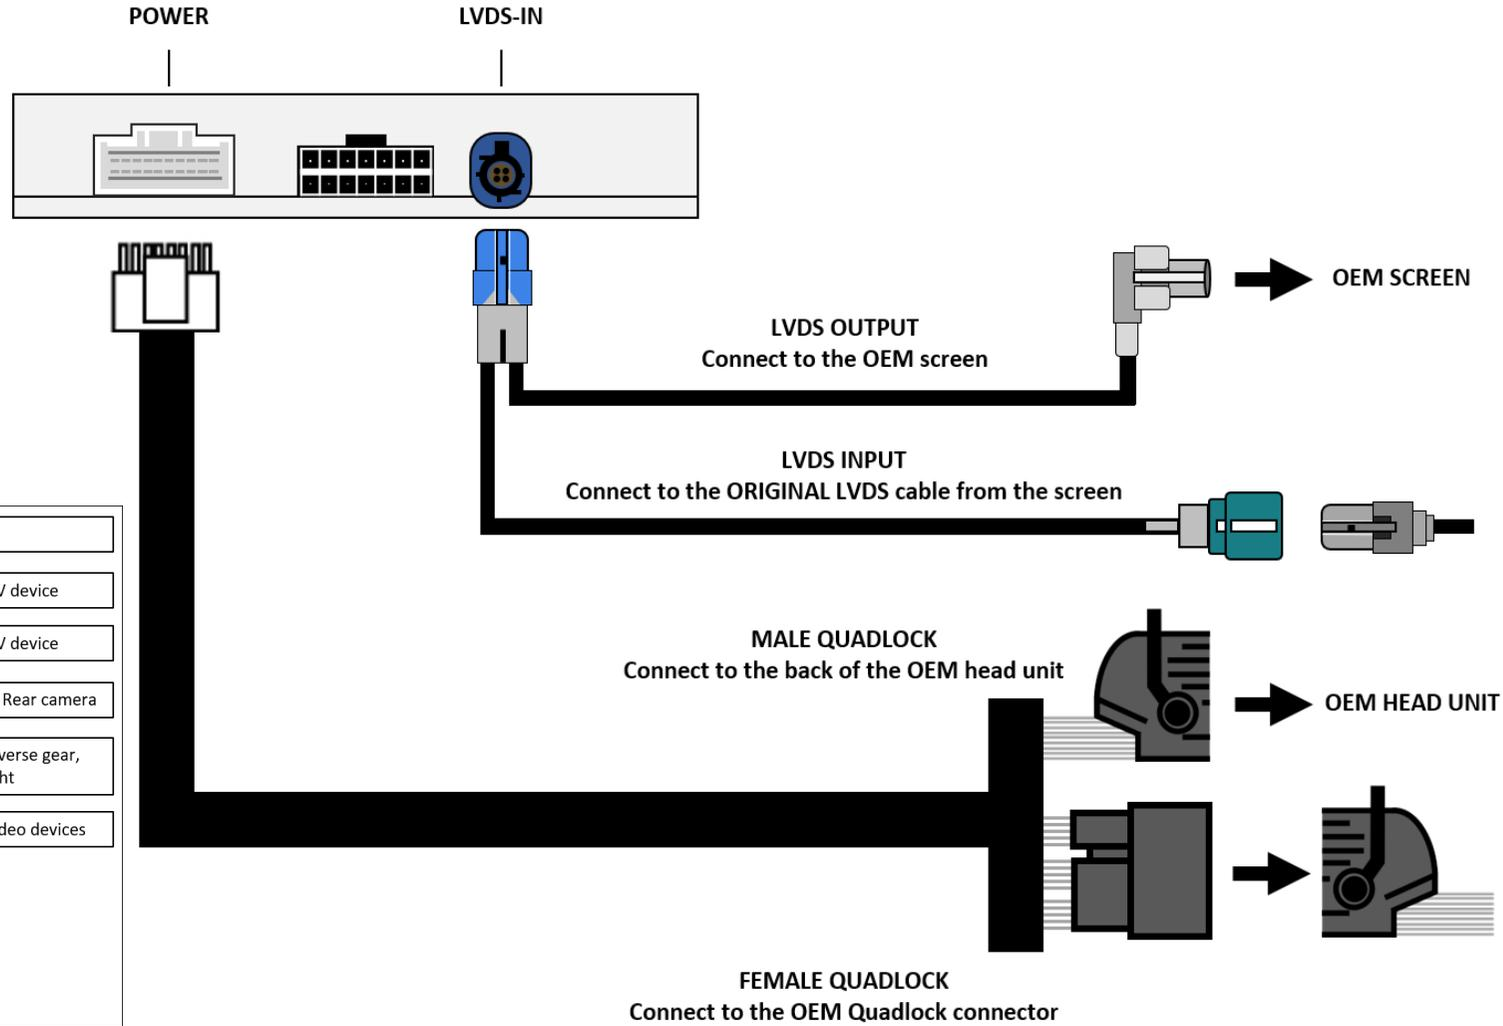 POWER
LVDS-IN
OEM SCREEN
LVDS OUTPUT
Connect to the OEM screen
LVDS INPUT
Connect to the ORIGINAL LVDS cable from the screen
V device
V device
Rear camera
verse gear,
ht
deo devices
MALE QUADLOCK
Connect to the back of the OEM head unit
OEM HEAD UNIT
FEMALE QUADLOCK
Connect to the OEM Quadlock connector